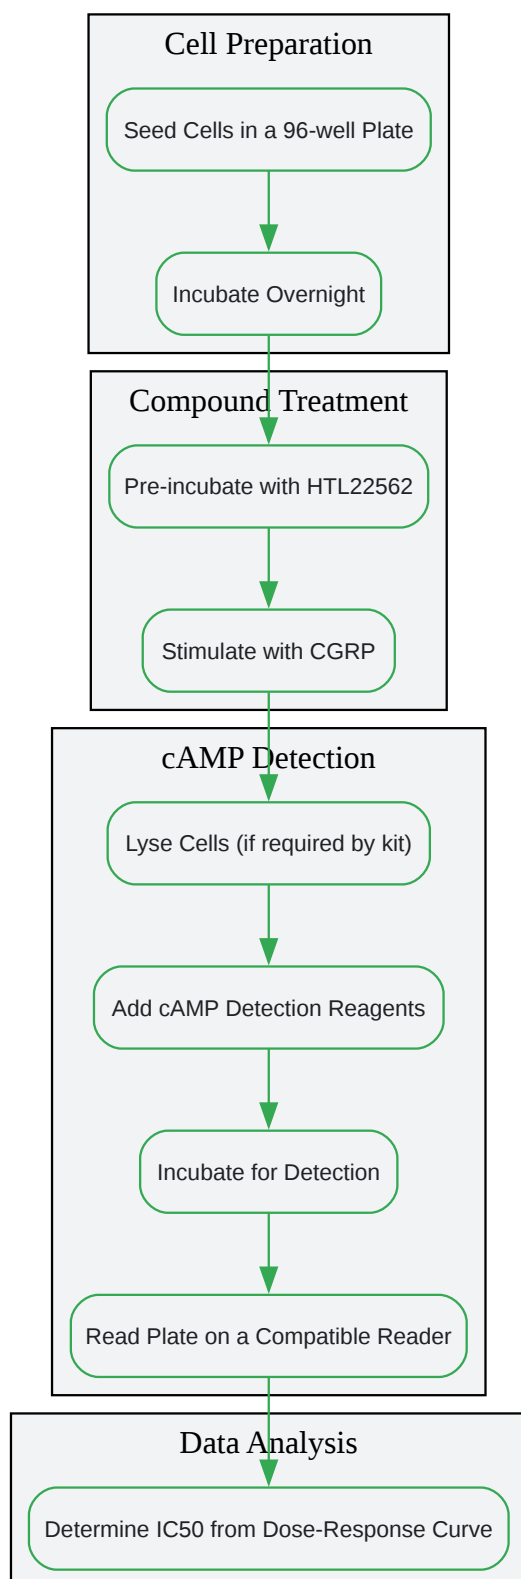 Cell Preparation
Seed Cells in a 96-well Plate
Incubate Overnight
Compound Treatment
Pre-incubate with HTL22562
Stimulate with CGRP
cAMP Detection
Lyse Cells (if required by kit)
Add cAMP Detection Reagents
Incubate for Detection
Read Plate on a Compatible Reader
Data Analysis
Determine IC50 from Dose-Response Curve